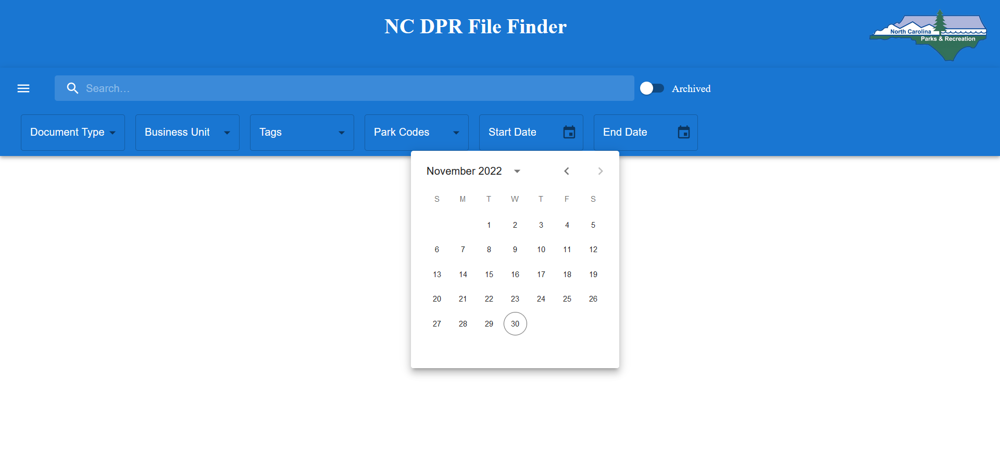 NC DPR File Finder
North Carolina
Parks & Recreation
Search...
Archived
Document Type
Business Unit
Tags
Park Codes
Start Date
End Date
November 2022
S M T W T F S
1 2 3 4 5
6 7 8 9 10 11 12
13 14 15 16 17 18 19
20 21 22 23 24 25 26
27 28 29 30